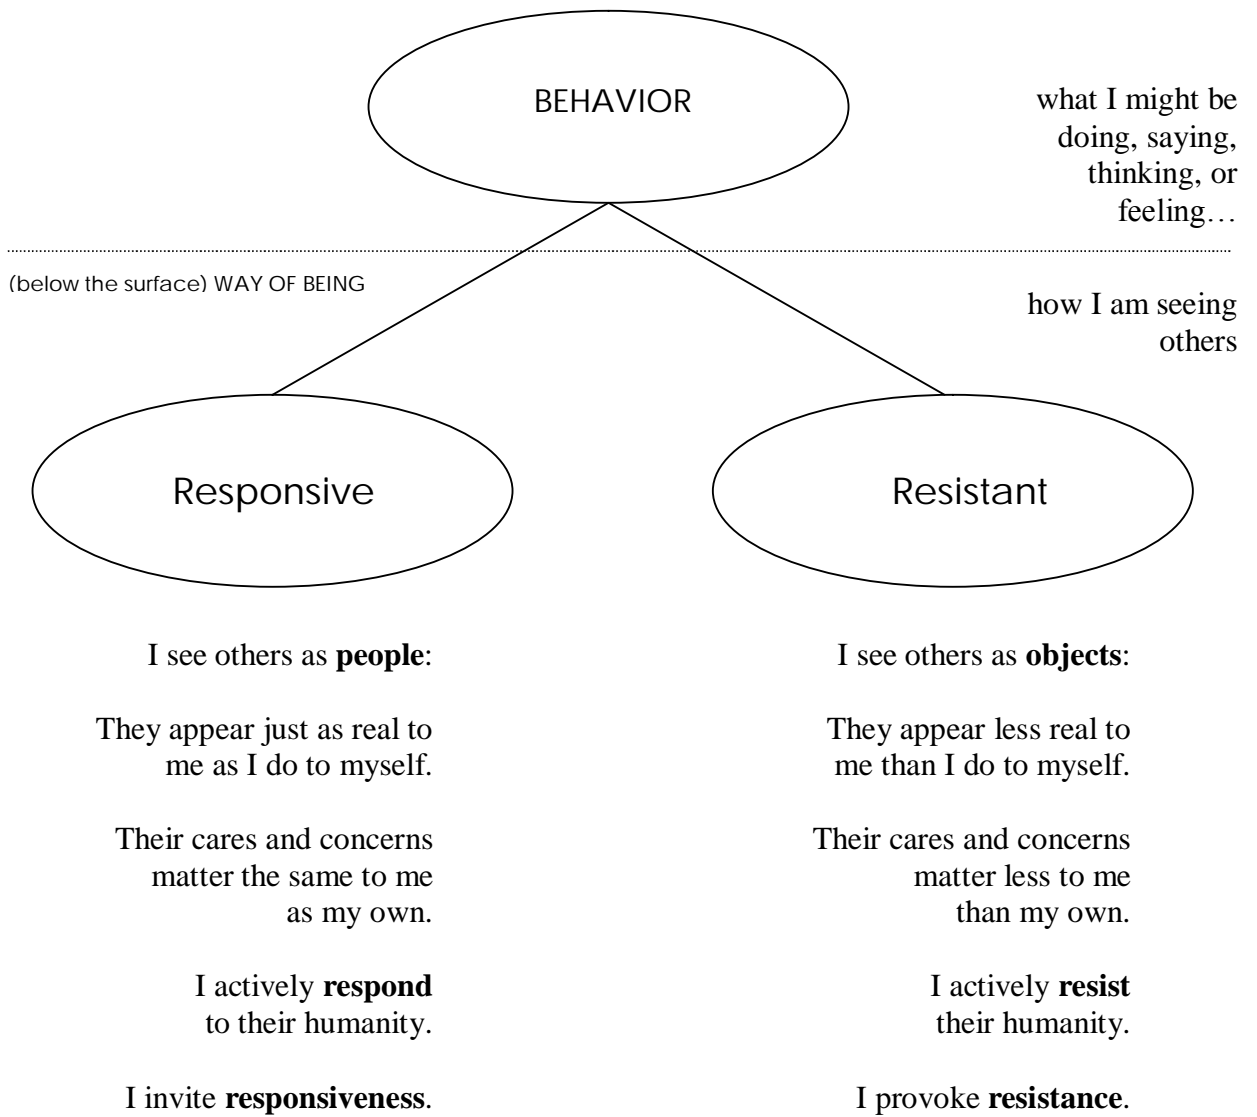 BEHAVIOR
what I might be
doing, saying,
thinking, or
feeling…
(below the surface) WAY OF BEING
how I am seeing
others
Responsive
Resistant
I see others as people:
They appear just as real to
me as I do to myself.
Their cares and concerns
matter the same to me
as my own.
I actively respond
to their humanity.
I invite responsiveness.
I see others as objects:
They appear less real to
me than I do to myself.
Their cares and concerns
matter less to me
than my own.
I actively resist
their humanity.
I provoke resistance.